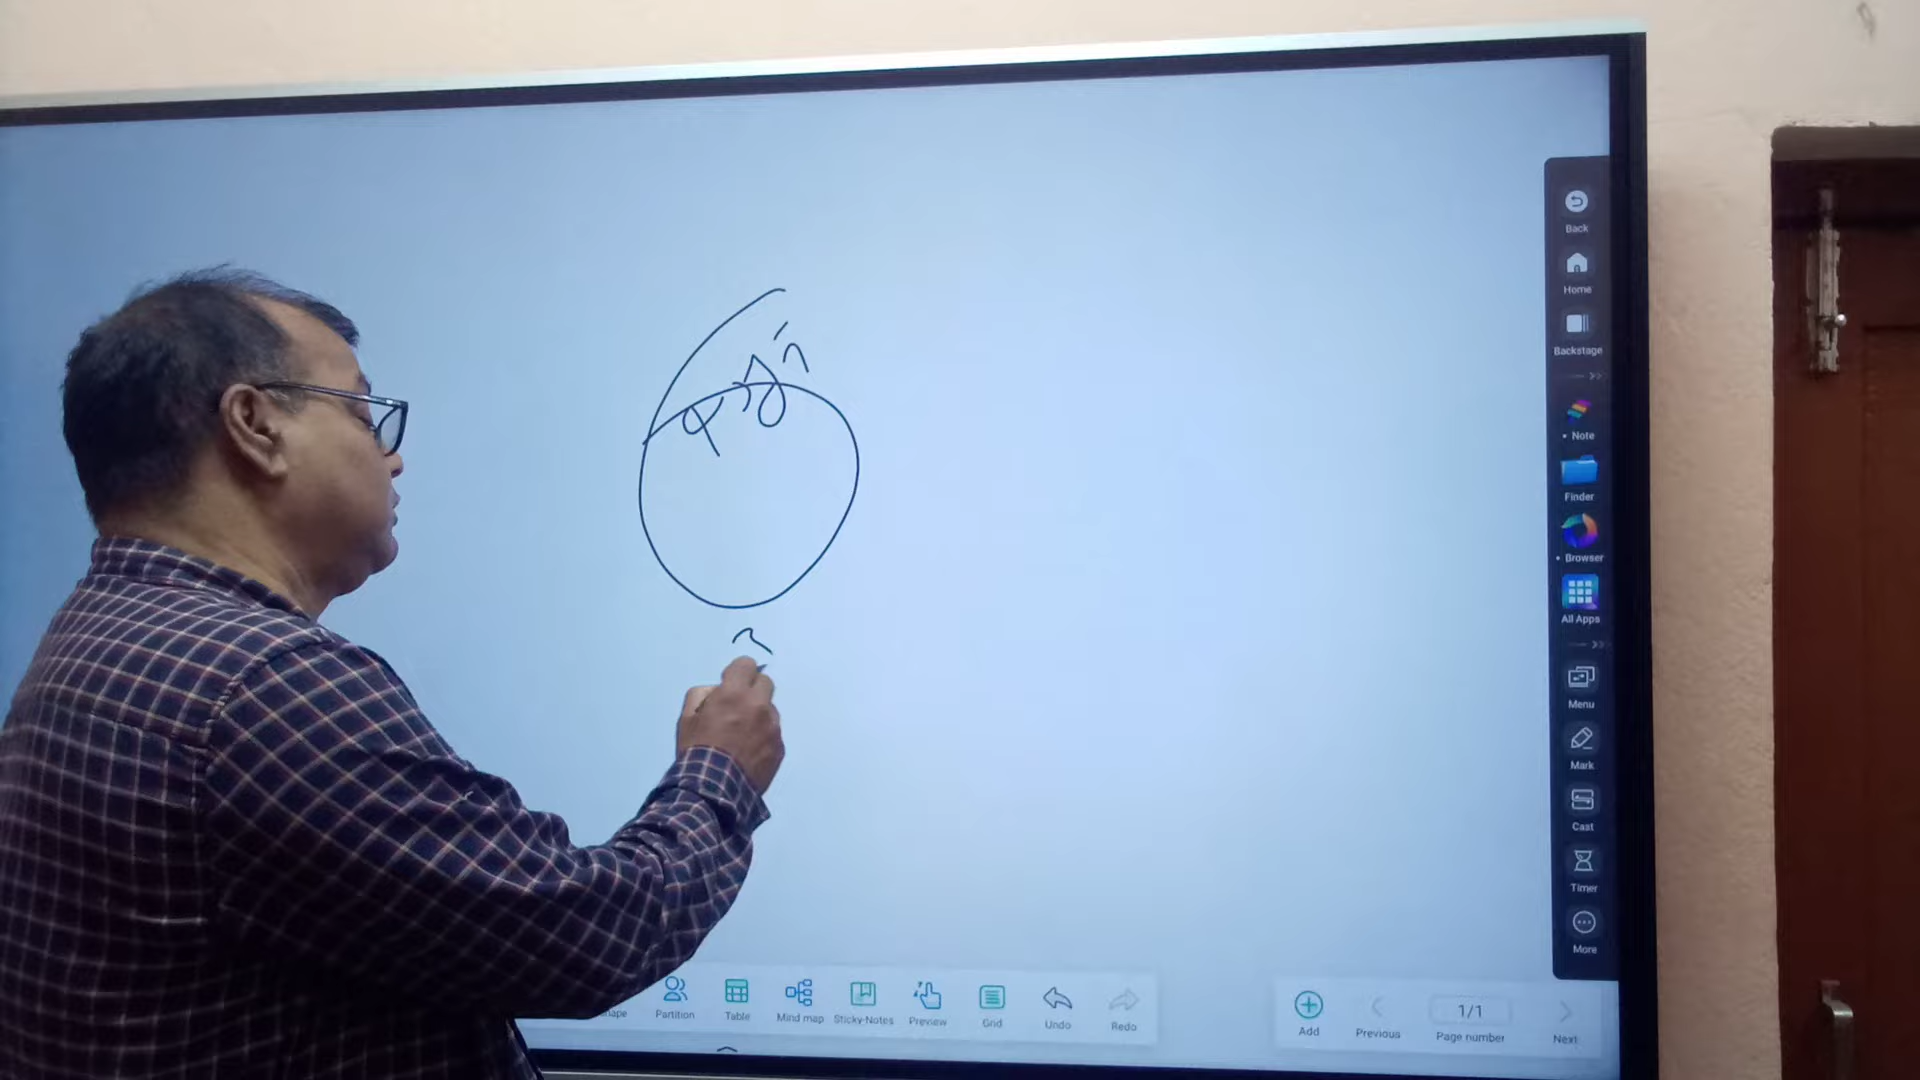 Back
Home
Backstage
Note
Finder
Browser
All Apps
Menu
Mark
Cast
Timer
More
Partition
Table
Mind map
Sticky-Notes
Preview
Grid
Undo
Redo
Add
Previous
1/1
Page number
Next